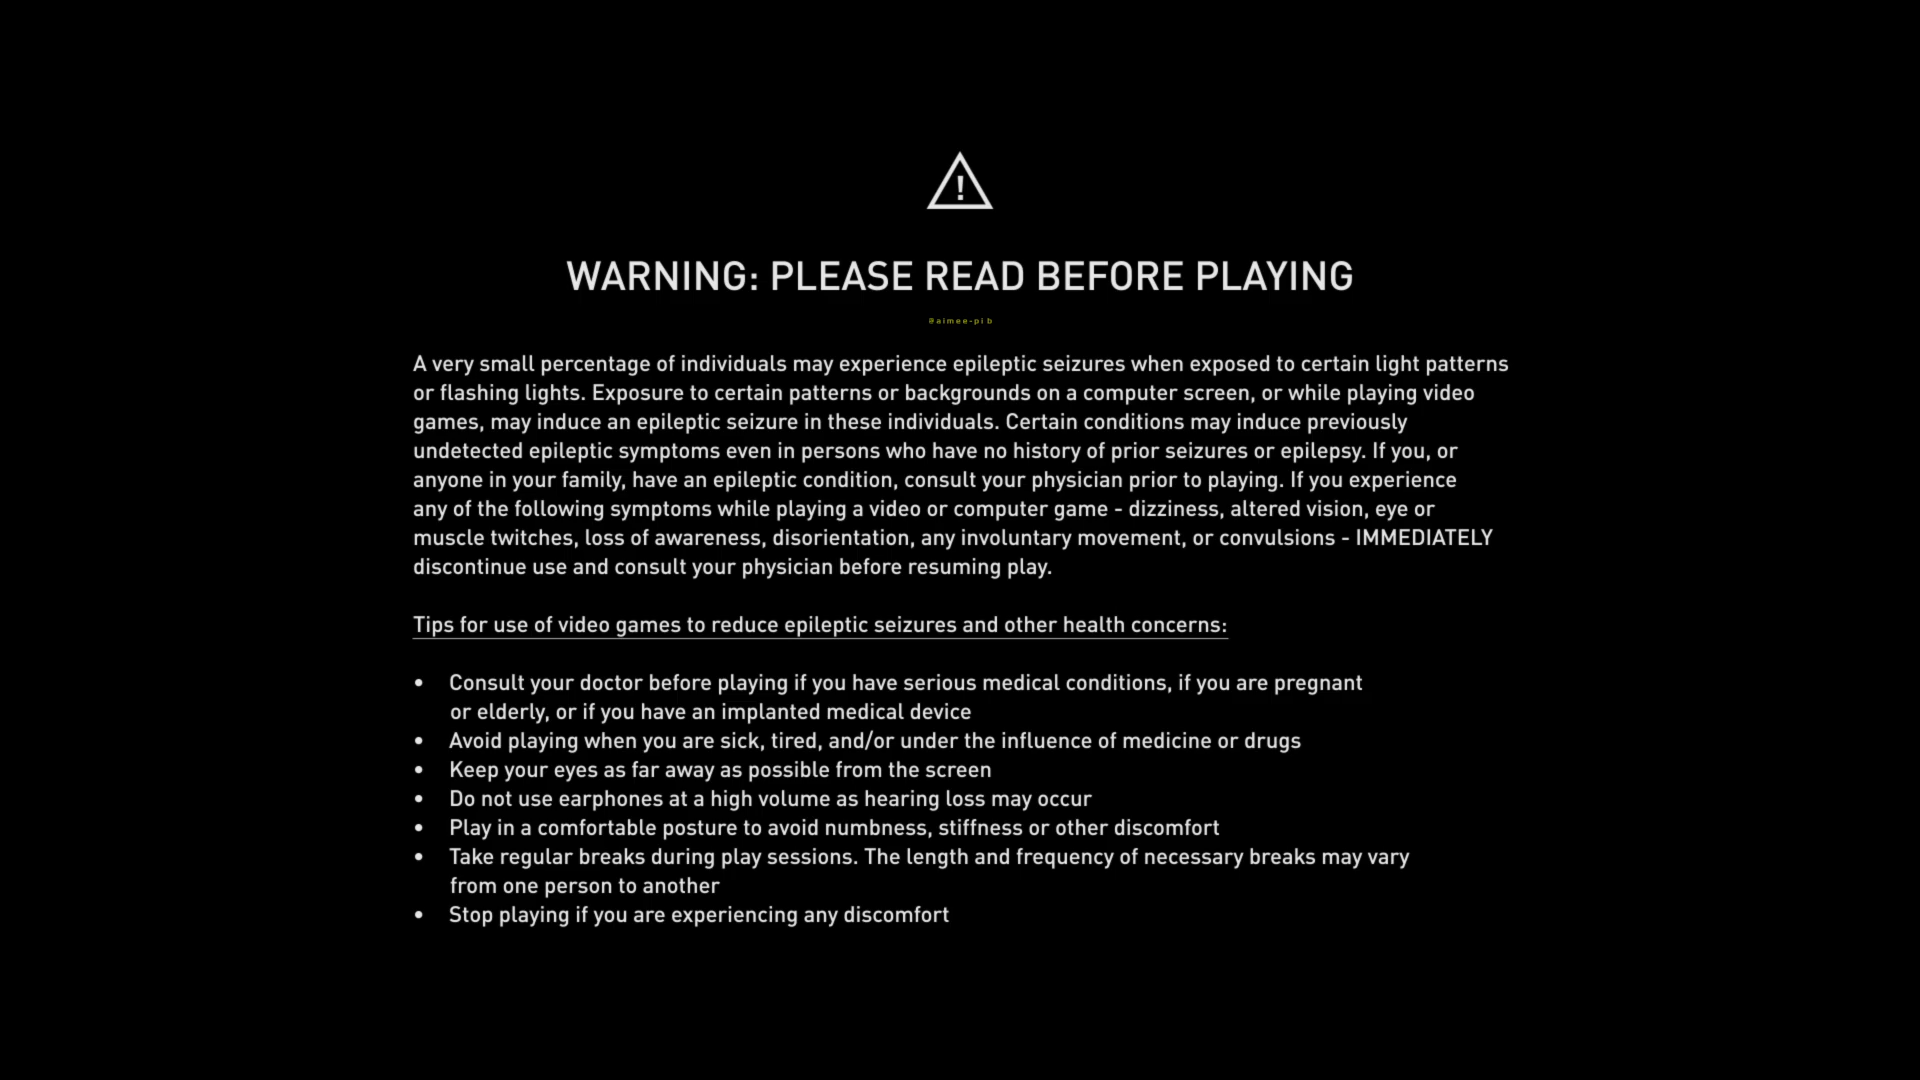 !
WARNING: PLEASE READ BEFORE PLAYING
@aimee-pib
A very small percentage of individuals may experience epileptic seizures when exposed to certain light patterns
or flashing lights. Exposure to certain patterns or backgrounds on a computer screen, or while playing video
games, may induce an epileptic seizure in these individuals. Certain conditions may induce previously
undetected epileptic symptoms even in persons who have no history of prior seizures or epilepsy. If you, or
anyone in your family, have an epileptic condition, consult your physician prior to playing. If you experience
any of the following symptoms while playing a video or computer game - dizziness, altered vision, eye or
muscle twitches, loss of awareness, disorientation, any involuntary movement, or convulsions - IMMEDIATELY
discontinue use and consult your physician before resuming play.
Tips for use of video games to reduce epileptic seizures and other health concerns:
• Consult your doctor before playing if you have serious medical conditions, if you are pregnant
or elderly, or if you have an implanted medical device
• Avoid playing when you are sick, tired, and/or under the influence of medicine or drugs
• Keep your eyes as far away as possible from the screen
• Do not use earphones at a high volume as hearing loss may occur
• Play in a comfortable posture to avoid numbness, stiffness or other discomfort
• Take regular breaks during play sessions. The length and frequency of necessary breaks may vary
from one person to another
• Stop playing if you are experiencing any discomfort